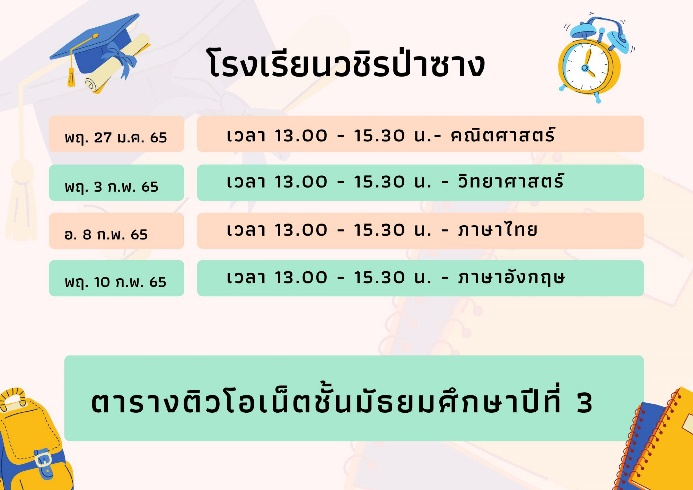 โรงเรียนวชิรป่าซาง
พฤ. 27 ม.ค. 65 เวลา 13.00 - 15.30 น.- คณิตศาสตร์
พฤ. 3 ก.พ. 65 เวลา 13.00 - 15.30 น. - วิทยาศาสตร์
อ. 8 ก.พ. 65 เวลา 13.00 - 15.30 น. - ภาษาไทย
พฤ. 10 ก.พ. 65 เวลา 13.00 - 15.30 น. - ภาษาอังกฤษ
ตารางติวโอเน็ตชั้นมัธยมศึกษาปีที่ 3